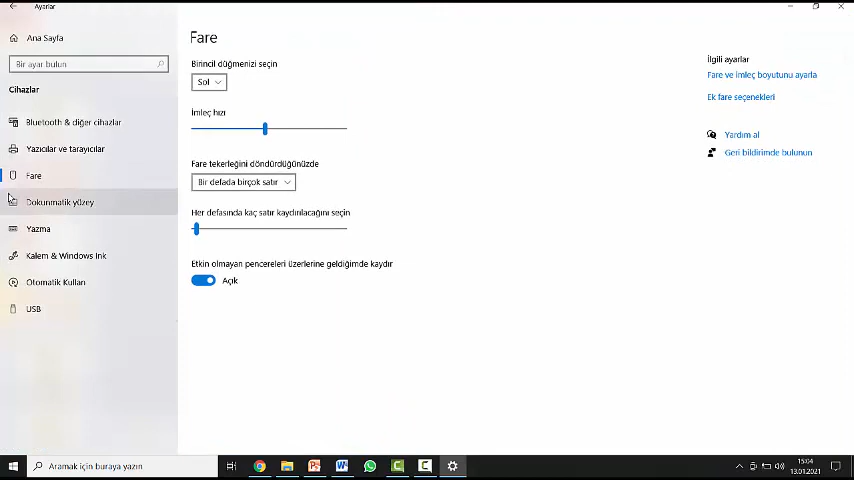 Ayarlar
Ana Sayfa
Bir ayar bulun
Cihazlar
Bluetooth & diğer cihazlar
Yazıcılar ve tarayıcılar
Fare
Dokunmatik yüzey
Yazma
Kalem & Windows Ink
Otomatik Kullan
USB
Fare
Birincil düğmenizi seçin
Sol
İmleç hızı
Fare tekerleğini döndürdüğünüzde
Bir defada birçok satır
Her defasında kaç satır kaydırılacağını seçin
Etkin olmayan pencereleri üzerlerine geldiğimde kaydır
Açık
İlgili ayarlar
Fare ve imleç boyutunu ayarla
Ek fare seçenekleri
Yardım al
Geri bildirimde bulunun
Aramak için buraya yazın
15:04
13.01.2021